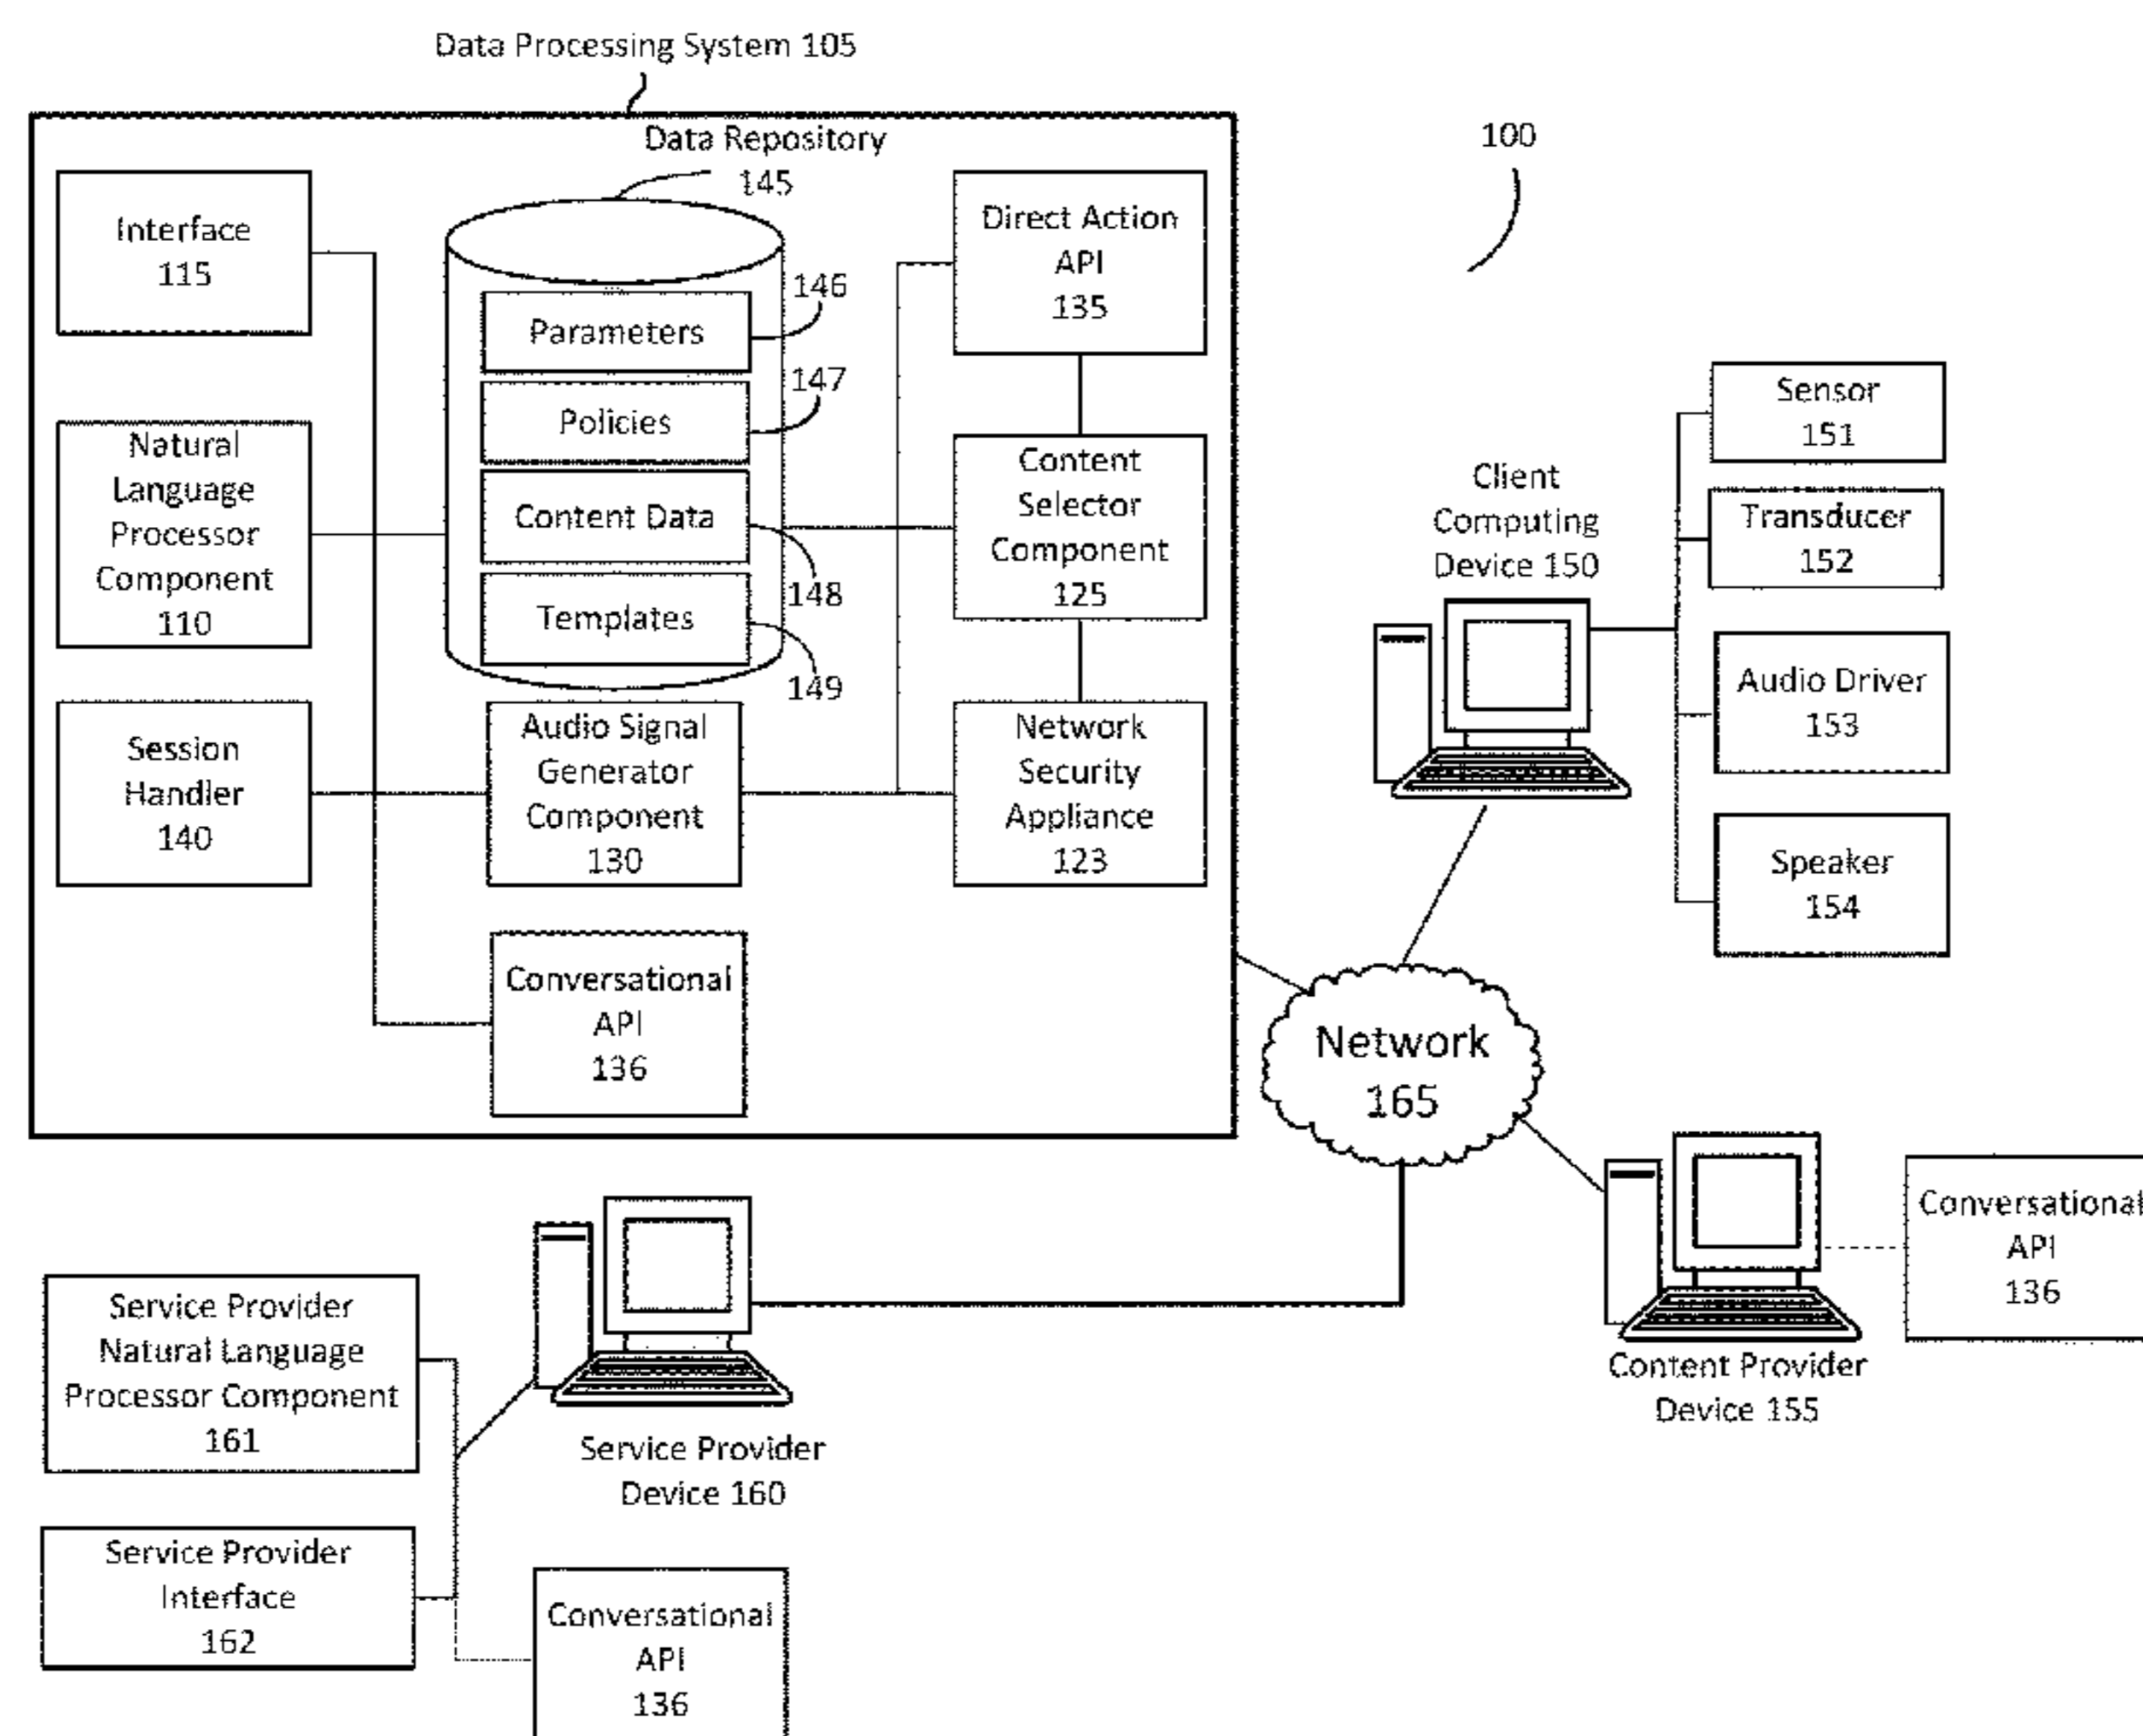 Data Processing System 105
Data Repository
145
100
Interface
115
146
Parameters
147
Policies
Content Data
148
Templates
149
Direct Action
API
135
Natural
Language
Processor
Component
110
Content
Selector
Component
125
Session
Handler
140
Audio Signal
Generator
Component
130
Network
Security
Appliance
123
Conversational
API
136
Client
Computing
Device 150
Sensor
151
Transducer
152
Audio Driver
153
Speaker
154
Network
165
Conversational
API
136
Content Provider
Device 155
Service Provider
Natural Language
Processor Component
161
Service Provider
Device 160
Service Provider
Interface
162
Conversational
API
136